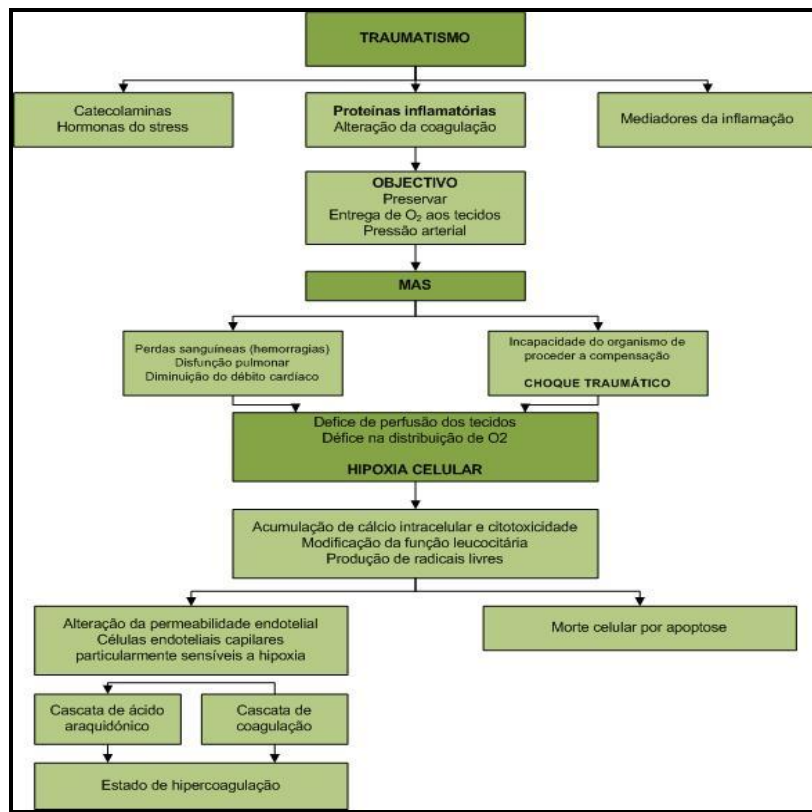 TRAUMATISMO
Catecolaminas
Hormonas do stress
Proteínas inflamatórias
Alteração da coagulação
Mediadores da inflamação
OBJECTIVO
Preservar
Entrega de O₂ aos tecidos
Pressão arterial
MAS
Perdas sanguíneas (hemorragias)
Disfunção pulmonar
Diminuição do débito cardíaco
Incapacidade do organismo de
proceder a compensação
CHOQUE TRAUMÁTICO
Defice de perfusão dos tecidos
Défice na distribuição de O2
HIPOXIA CELULAR
Acumulação de cálcio intracelular e citotoxicidade
Modificação da função leucocitária
Produção de radicais livres
Alteração da permeabilidade endotelial
Células endoteliais capilares
particularmente sensíveis a hipoxia
Morte celular por apoptose
Cascata de ácido
araquidónico
Cascata de
coagulação
Estado de hipercoagulação